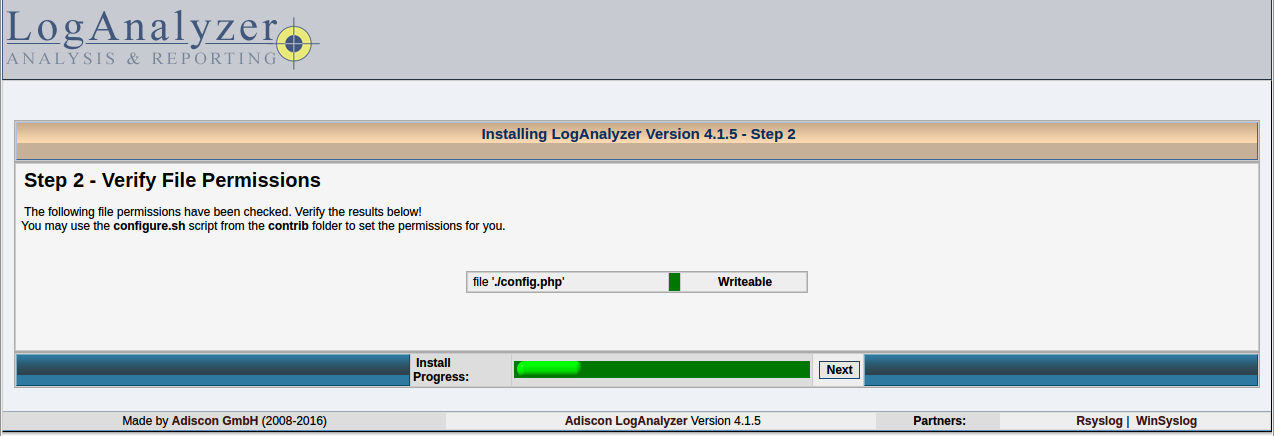 LogAnalyzer
ANALYSIS & REPORTING
Installing LogAnalyzer Version 4.1.5 - Step 2
Step 2 - Verify File Permissions
The following file permissions have been checked. Verify the results below!
You may use the configure.sh script from the contrib folder to set the permissions for you.
file './config.php' Writeable
Install
Progress:
Next
Made by Adiscon GmbH (2008-2016) Adiscon LogAnalyzer Version 4.1.5 Partners: Rsyslog | WinSyslog